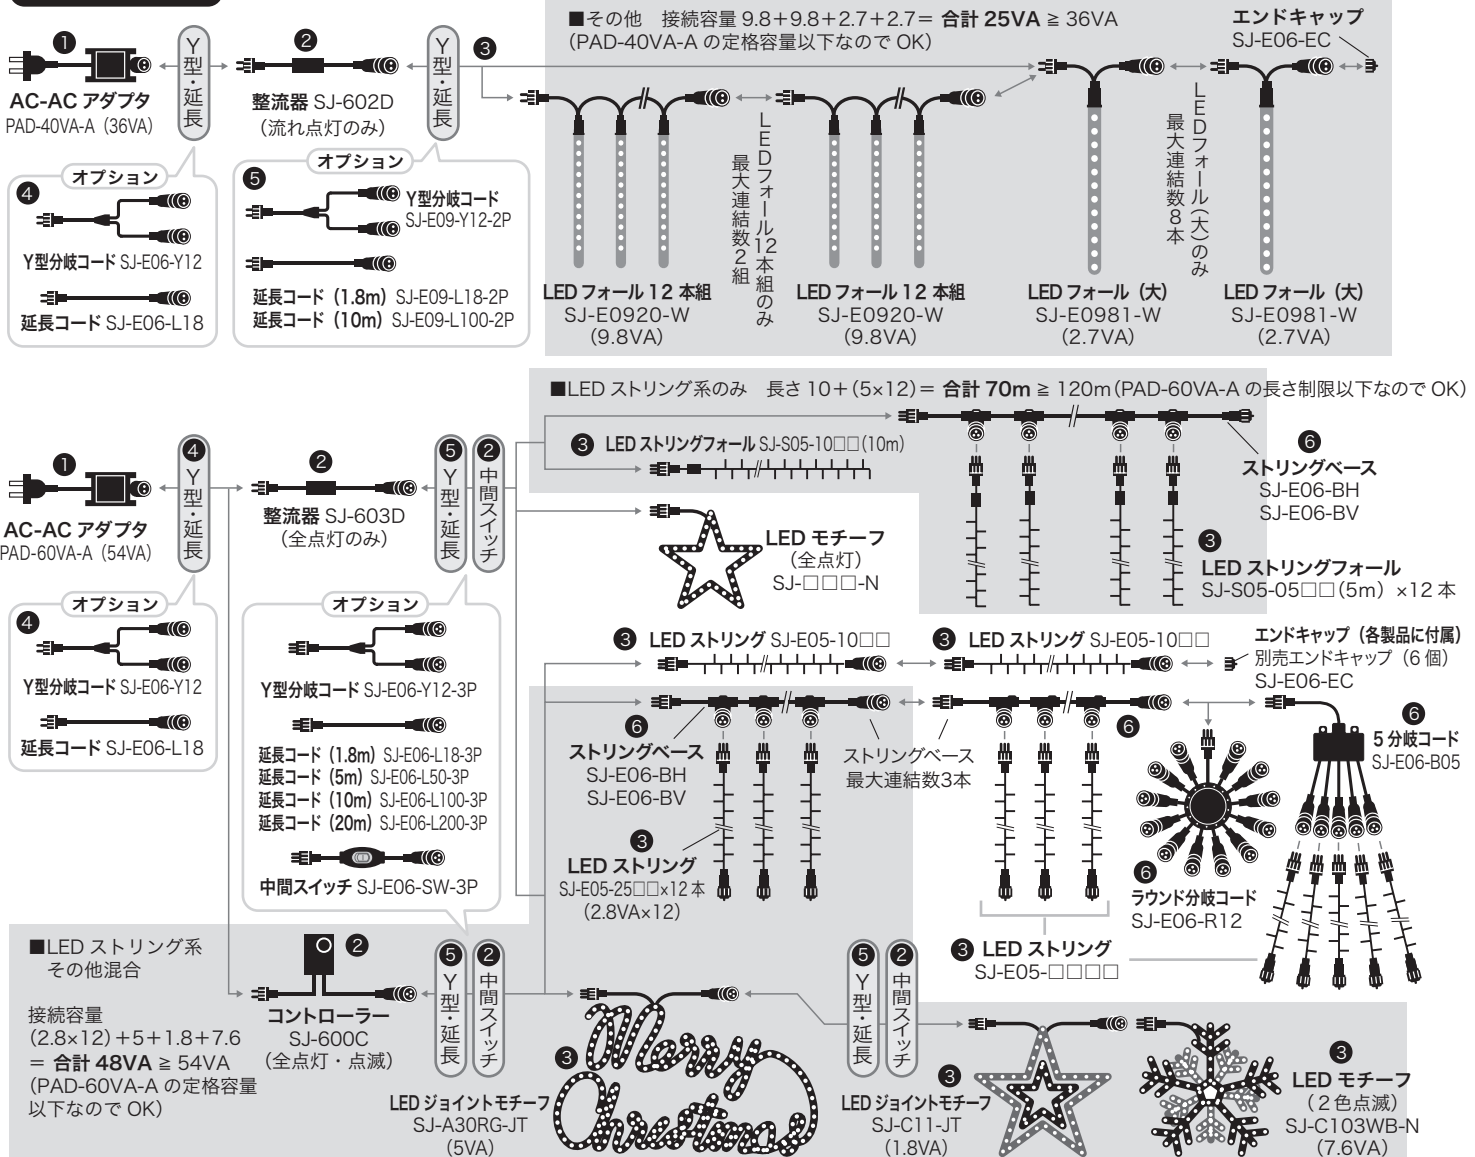 ■その他　接続容量 9.8＋9.8＋2.7＋2.7＝ 合計 25VA ≧ 36VA
(PAD-40VA-A の定格容量以下なので OK)
エンドキャップ
SJ-E06-EC
❶
AC-AC アダプタ
PAD-40VA-A (36VA)
Y型・延長
❷
整流器 SJ-602D
(流れ点灯のみ)
Y型・延長
❸
オプション
❹
Y型分岐コード SJ-E06-Y12
延長コード SJ-E06-L18
オプション
❺
Y型分岐コード
SJ-E09-Y12-2P
延長コード (1.8m) SJ-E09-L18-2P
延長コード (10m) SJ-E09-L100-2P
LED フォール 12 本組
SJ-E0920-W
(9.8VA)
LEDフォール12本組のみ
最大連結数2組
LED フォール 12 本組
SJ-E0920-W
(9.8VA)
LED フォール (大)
SJ-E0981-W
(2.7VA)
LEDフォール(大)のみ
最大連結数8本
LED フォール (大)
SJ-E0981-W
(2.7VA)
■LED ストリング系のみ　長さ 10＋(5×12)＝ 合計 70m ≧ 120m(PAD-60VA-A の長さ制限以下なので OK)
❶
AC-AC アダプタ
PAD-60VA-A (54VA)
❹ Y型・延長
❷
整流器 SJ-603D
(全点灯のみ)
❺ Y型・延長
❷ 中間スイッチ
❸ LED ストリングフォール SJ-S05-10□□(10m)
❻
ストリングベース
SJ-E06-BH
SJ-E06-BV
❸
LED ストリングフォール
SJ-S05-05□□(5m) ×12 本
LED モチーフ
(全点灯)
SJ-□□□-N
オプション
❹
Y型分岐コード SJ-E06-Y12
延長コード SJ-E06-L18
オプション
Y型分岐コード SJ-E06-Y12-3P
延長コード (1.8m) SJ-E06-L18-3P
延長コード (5m) SJ-E06-L50-3P
延長コード (10m) SJ-E06-L100-3P
延長コード (20m) SJ-E06-L200-3P
中間スイッチ SJ-E06-SW-3P
❸ LED ストリング SJ-E05-10□□
❸ LED ストリング SJ-E05-10□□
エンドキャップ (各製品に付属)
別売エンドキャップ (6 個)
SJ-E06-EC
❻
ストリングベース
SJ-E06-BH
SJ-E06-BV
ストリングベース
最大連結数3本
❻
❸
LED ストリング
SJ-E05-25□□×12 本
(2.8VA×12)
❸ LED ストリング
SJ-E05-□□□□
❻
ラウンド分岐コード
SJ-E06-R12
❻
5 分岐コード
SJ-E06-B05
■LED ストリング系
その他混合
接続容量
(2.8×12)＋5＋1.8＋7.6
＝ 合計 48VA ≧ 54VA
(PAD-60VA-A の定格容量
以下なので OK)
❷
コントローラー
SJ-600C
(全点灯・点滅)
❺ Y型・延長
❷ 中間スイッチ
❸
Merry
Christmas
LED ジョイントモチーフ
SJ-A30RG-JT
(5VA)
❺ Y型・延長
❷ 中間スイッチ
❸
LED ジョイントモチーフ
SJ-C11-JT
(1.8VA)
❸
LED モチーフ
(2 色点滅)
SJ-C103WB-N
(7.6VA)